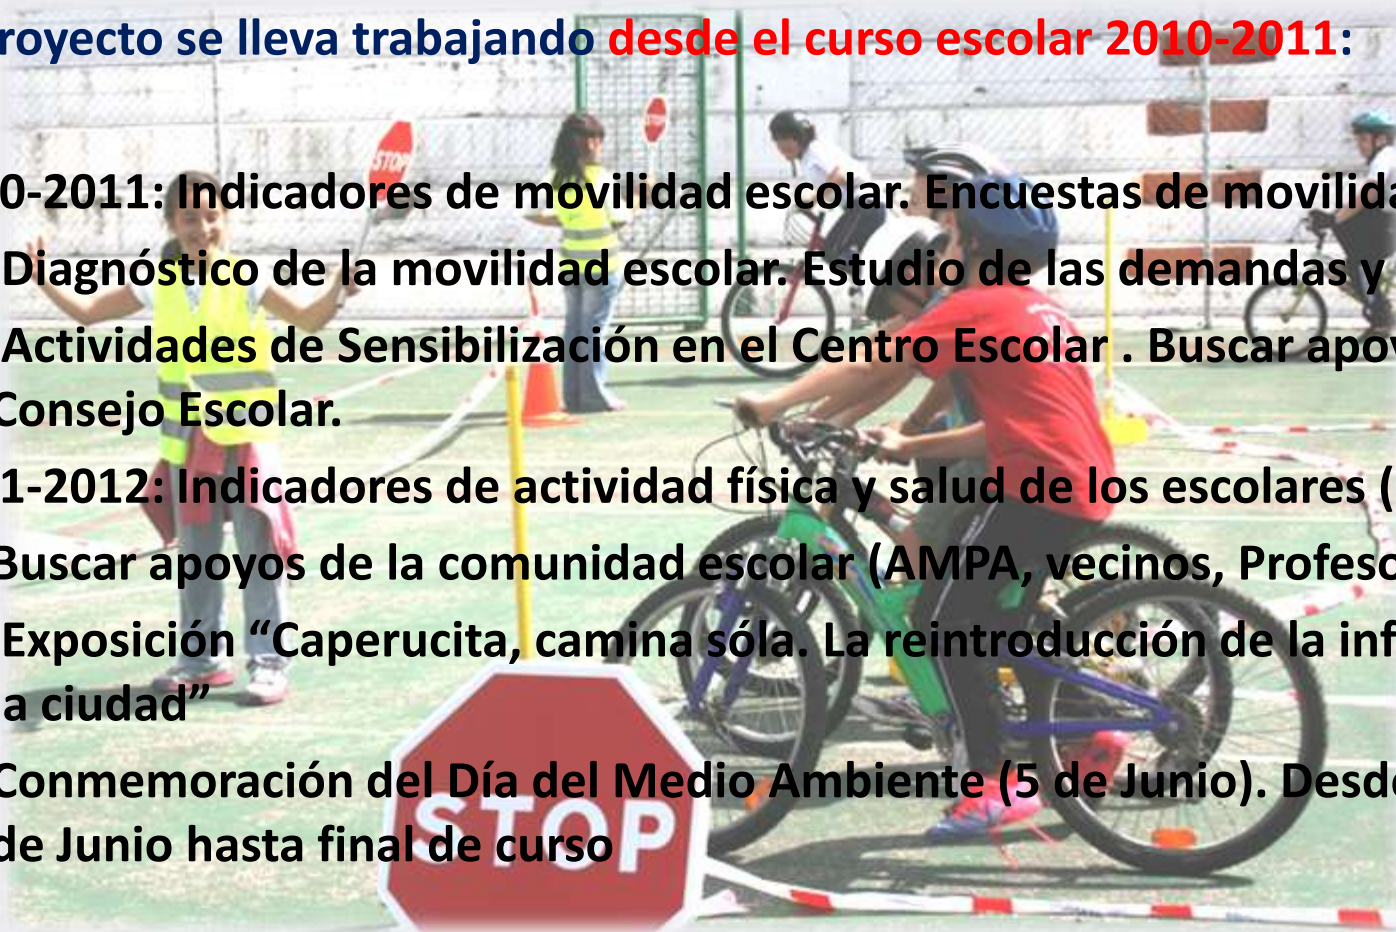 royecto se lleva trabajando desde el curso escolar 2010-2011:
STOP
STOP
0-2011: Indicadores de movilidad escolar. Encuestas de movilida
Diagnóstico de la movilidad escolar. Estudio de las demandas y
Actividades de Sensibilización en el Centro Escolar . Buscar apoy
Consejo Escolar.
1-2012: Indicadores de actividad física y salud de los escolares (
Buscar apoyos de la comunidad escolar (AMPA, vecinos, Profeso
Exposición “Caperucita, camina sóla. La reintroducción de la inf
a ciudad”
Conmemoración del Día del Medio Ambiente (5 de Junio). Desde
de Junio hasta final de curso
STOP